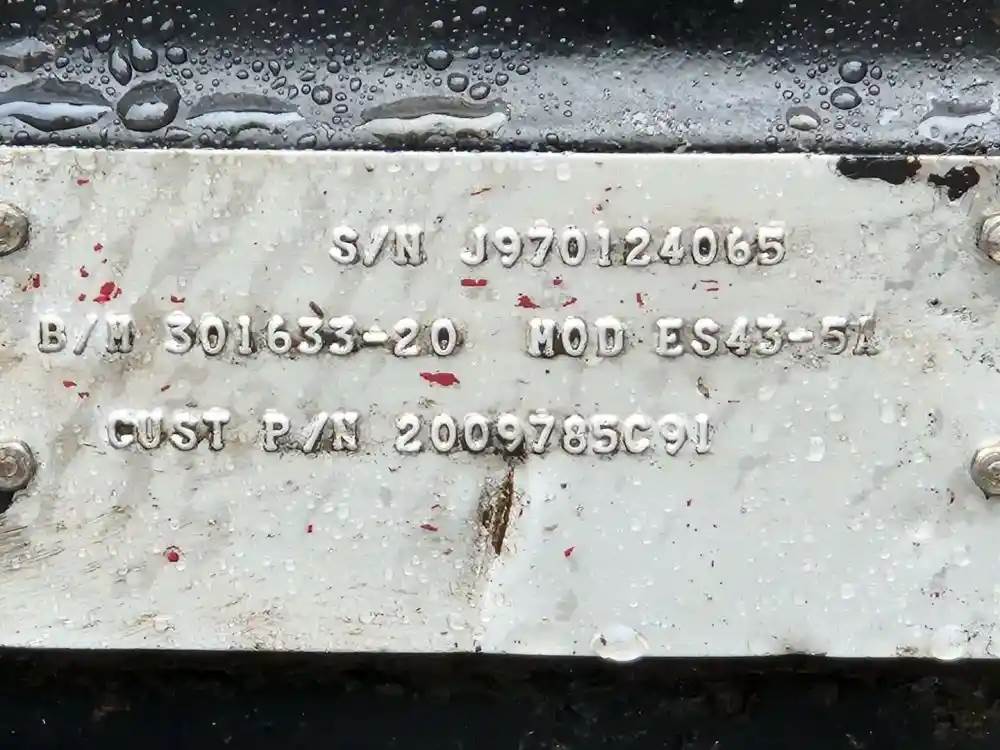 S/N J970124065
B/M 301633-20 MOD ES43-5A
CUST P/N 2009785C91